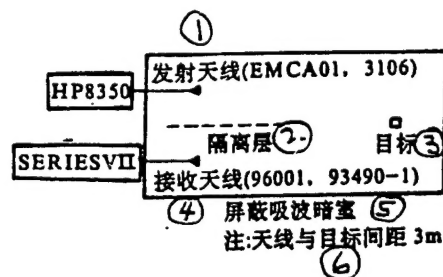 ①
发射天线(EMCA01, 3106)
HP8350
隔离层 ②
目标 ③
SERIESVⅡ
接收天线(96001, 93490-1)
④ 屏蔽吸波暗室 ⑤
注:天线与目标间距 3m
⑥